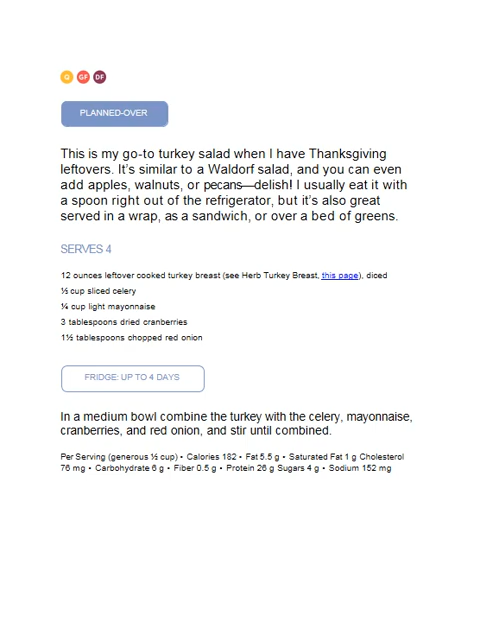 Q GF DF
PLANNED-OVER
This is my go-to turkey salad when I have Thanksgiving
leftovers. It's similar to a Waldorf salad, and you can even
add apples, walnuts, or pecans—delish! I usually eat it with
a spoon right out of the refrigerator, but it's also great
served in a wrap, as a sandwich, or over a bed of greens.
SERVES 4
12 ounces leftover cooked turkey breast (see Herb Turkey Breast, this page), diced
½ cup sliced celery
¼ cup light mayonnaise
3 tablespoons dried cranberries
1½ tablespoons chopped red onion
FRIDGE: UP TO 4 DAYS
In a medium bowl combine the turkey with the celery, mayonnaise,
cranberries, and red onion, and stir until combined.
Per Serving (generous ½ cup) • Calories 182 • Fat 5.5 g • Saturated Fat 1 g Cholesterol
76 mg • Carbohydrate 6 g • Fiber 0.5 g • Protein 26 g Sugars 4 g • Sodium 152 mg